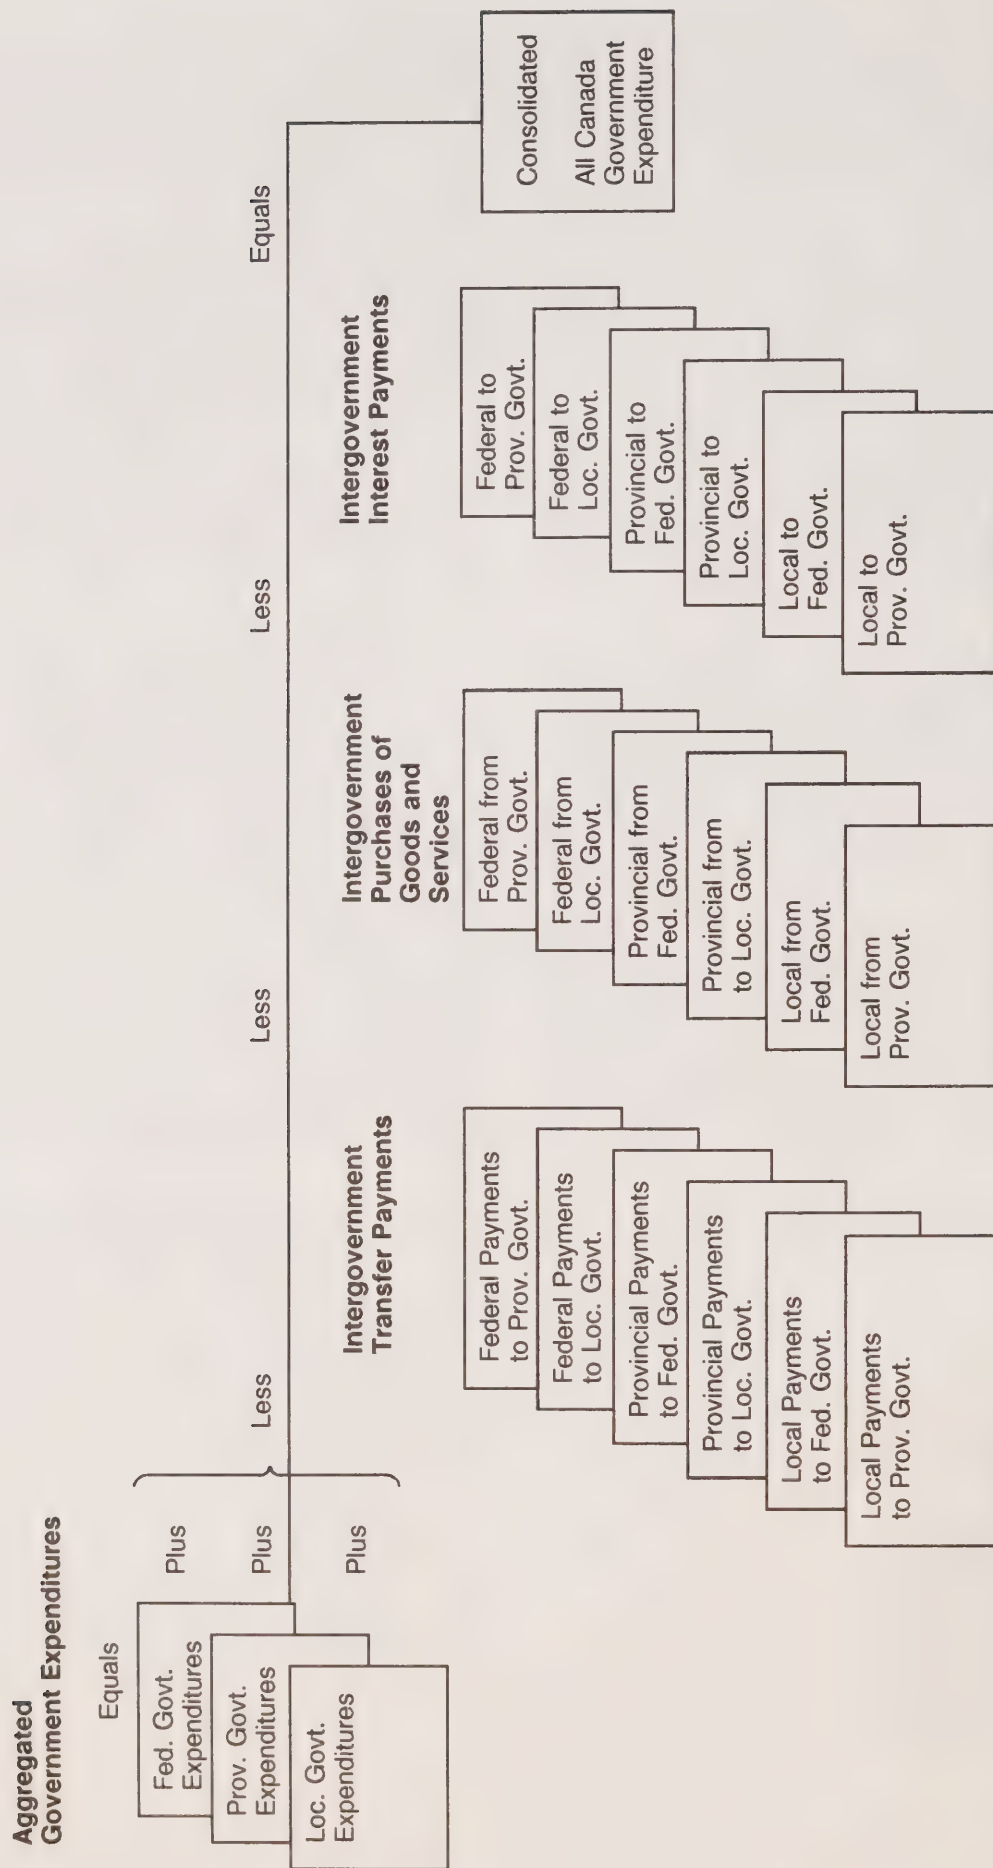 Aggregated
Government Expenditures
Equals
Fed. Govt.
Expenditures
Prov. Govt.
Expenditures
Loc. Govt.
Expenditures
Plus
Plus
Plus
Less
Intergovernment
Transfer Payments
Federal Payments
to Prov. Govt.
Federal Payments
to Loc. Govt.
Provincial Payments
to Fed. Govt.
Provincial Payments
to Loc. Govt.
Local Payments
to Fed. Govt.
Local Payments
to Prov. Govt.
Less
Intergovernment
Purchases of
Goods and
Services
Federal from
Prov. Govt.
Federal from
Loc. Govt.
Provincial from
Fed. Govt.
Provincial from
to Loc. Govt.
Local from
Fed. Govt.
Local from
Prov. Govt.
Less
Intergovernment
Interest Payments
Federal to
Prov. Govt.
Federal to
Loc. Govt.
Provincial to
Fed. Govt.
Provincial to
Loc. Govt.
Local to
Fed. Govt.
Local to
Prov. Govt.
Equals
Consolidated
All Canada
Government
Expenditure